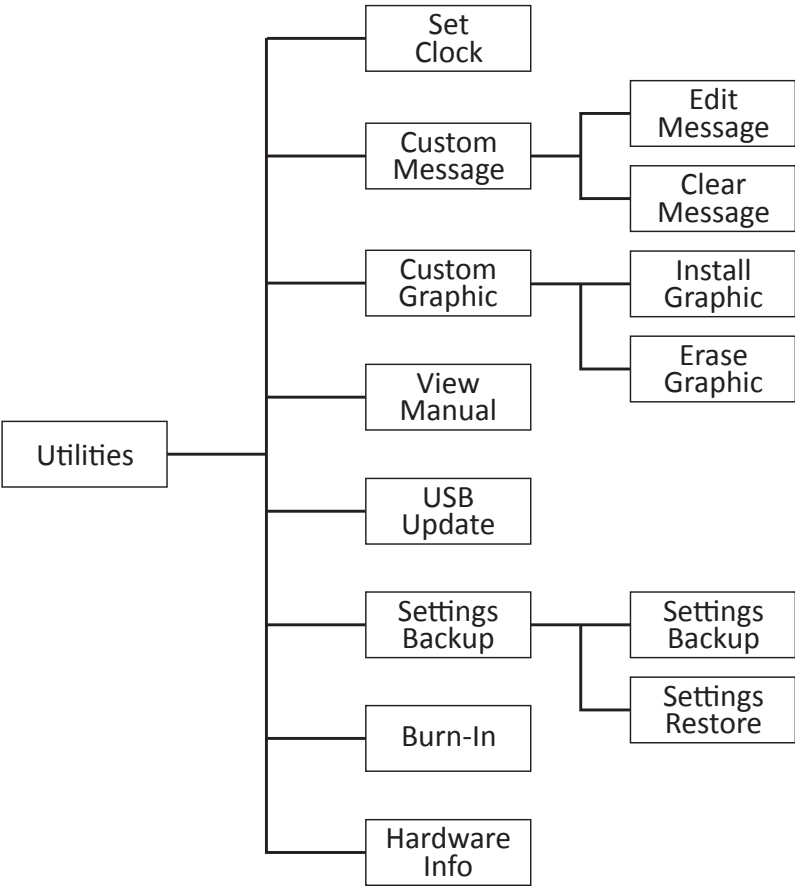 Set
Clock
Edit
Message
Custom
Message
Clear
Message
Custom
Graphic
Install
Graphic
Erase
Graphic
View
Manual
Utilities
USB
Update
Settings
Backup
Settings
Backup
Settings
Restore
Burn-In
Hardware
Info